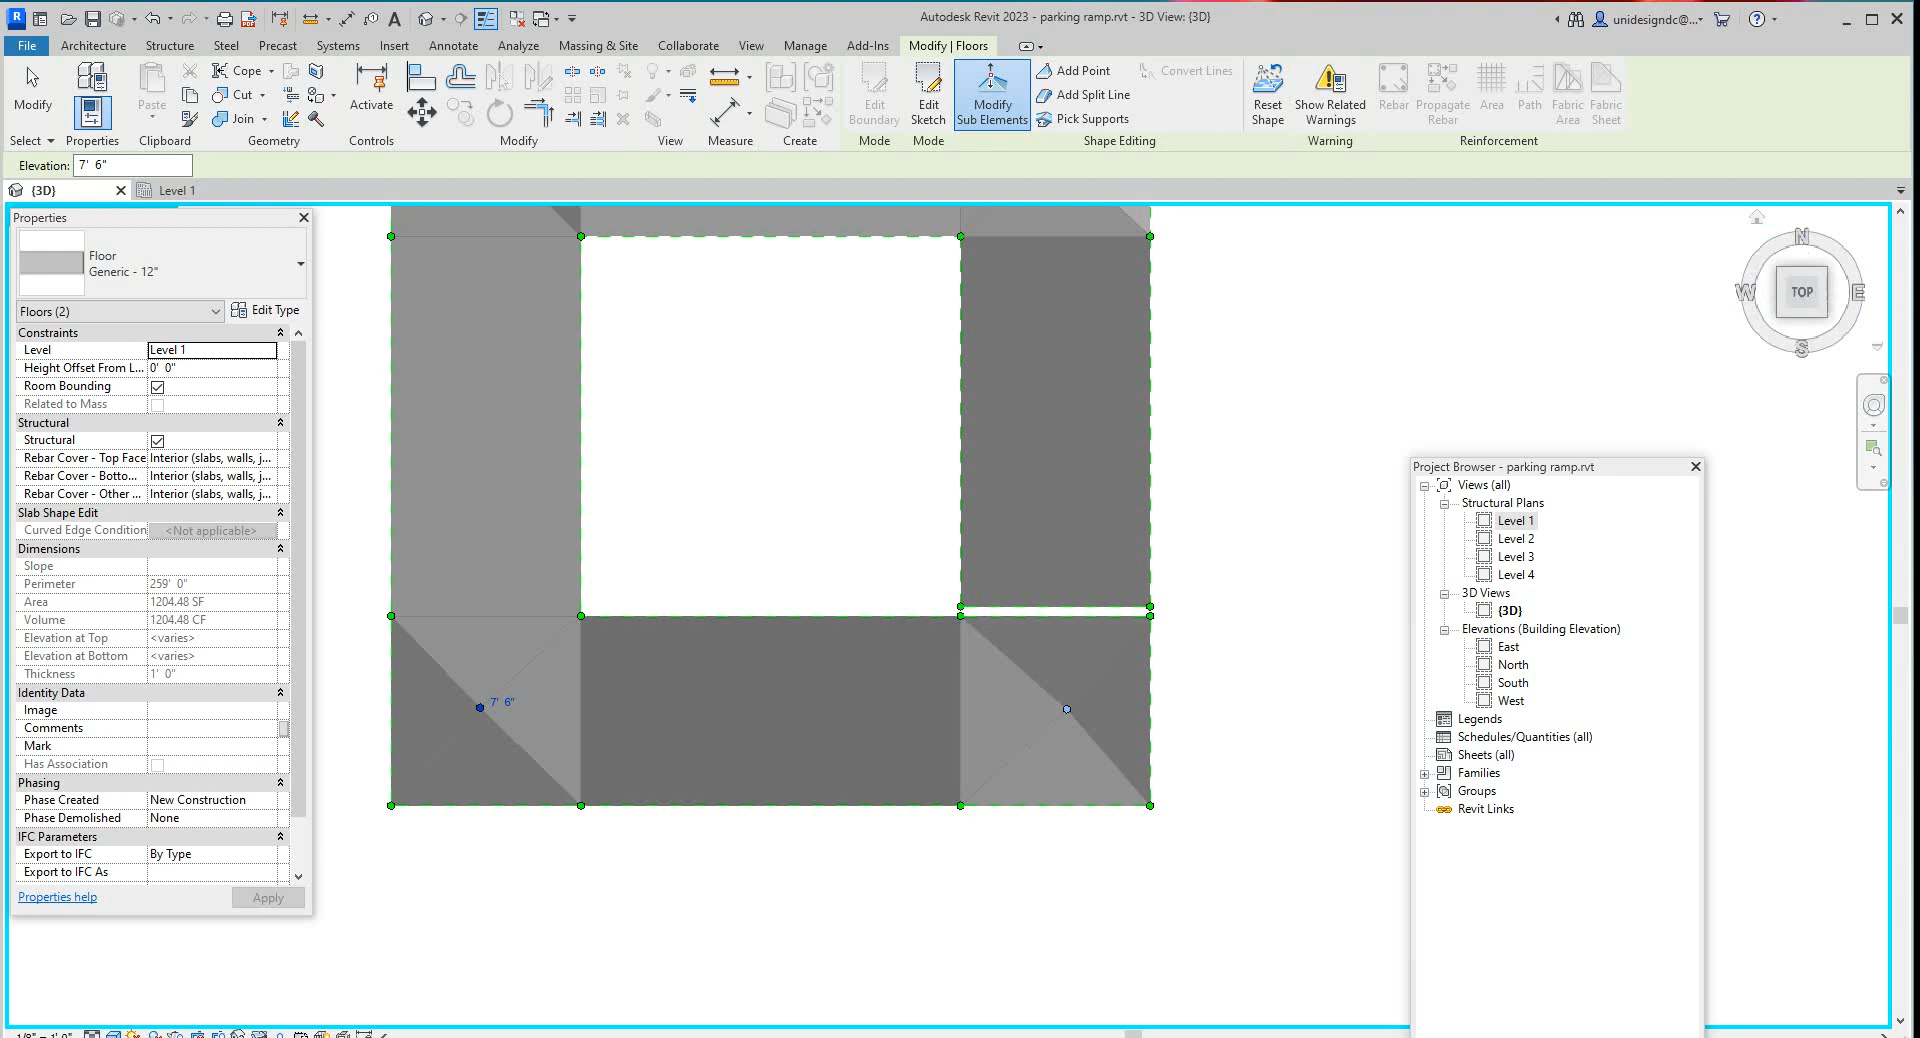 Autodesk Revit 2023 - parking ramp.rvt - 3D View: {3D}
unidesigndc@...
File Architecture Structure Steel Precast Systems Insert Annotate Analyze Massing & Site Collaborate View Manage Add-Ins Modify | Floors
Modify
Select
Properties
Paste
Clipboard
Cope
Cut
Join
Geometry
Activate
Controls
Modify
View
Measure
Create
Edit
Boundary
Mode
Edit
Sketch
Mode
Modify
Sub Elements
Add Point
Add Split Line
Pick Supports
Convert Lines
Shape Editing
Reset
Shape
Show Related
Warnings
Warning
Rebar
Propagate
Rebar
Area
Path
Fabric
Area
Fabric
Sheet
Reinforcement
Elevation: 7' 6"
{3D}
Level 1
Properties
Floor
Generic - 12"
Floors (2)
Edit Type
Constraints
Level Level 1
Height Offset From L... 0' 0"
Room Bounding
Related to Mass
Structural
Structural
Rebar Cover - Top Face Interior (slabs, walls, j...
Rebar Cover - Botto... Interior (slabs, walls, j...
Rebar Cover - Other ... Interior (slabs, walls, j...
Slab Shape Edit
Curved Edge Condition <Not applicable>
Dimensions
Slope
Perimeter 259' 0"
Area 1204.48 SF
Volume 1204.48 CF
Elevation at Top <varies>
Elevation at Bottom <varies>
Thickness 1' 0"
Identity Data
Image
Comments
Mark
Has Association
Phasing
Phase Created New Construction
Phase Demolished None
IFC Parameters
Export to IFC By Type
Export to IFC As
Properties help
Apply
7' 6"
N
W
TOP
E
S
Project Browser - parking ramp.rvt
Views (all)
Structural Plans
Level 1
Level 2
Level 3
Level 4
3D Views
{3D}
Elevations (Building Elevation)
East
North
South
West
Legends
Schedules/Quantities (all)
Sheets (all)
Families
Groups
Revit Links
1/8" = 1'-0"